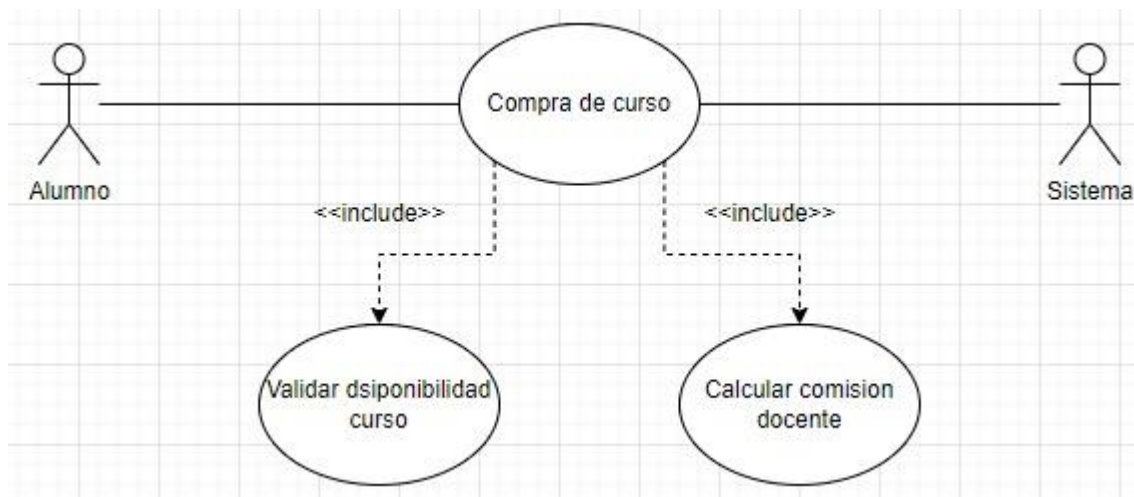 Compra de curso
Alumno
Sistema
<<include>>
<<include>>
Validar dsiponibilidad
curso
Calcular comision
docente